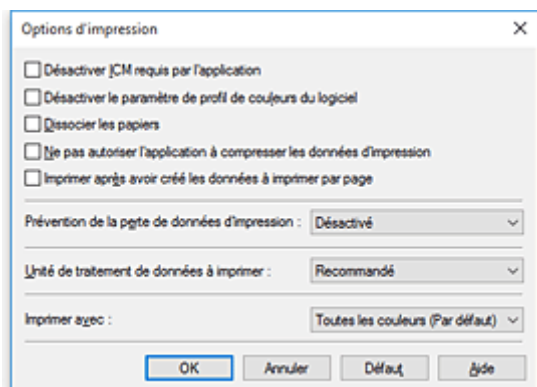 Options d'impression
Désactiver ICM requis par l'application
Désactiver le paramètre de profil de couleurs du logiciel
Dissocier les papiers
Ne pas autoriser l'application à compresser les données d'impression
Imprimer après avoir créé les données à imprimer par page
Prévention de la perte de données d'impression : Désactivé
Unité de traitement de données à imprimer : Recommandé
Imprimer avec : Toutes les couleurs (Par défaut)
OK Annuler Défaut Aide